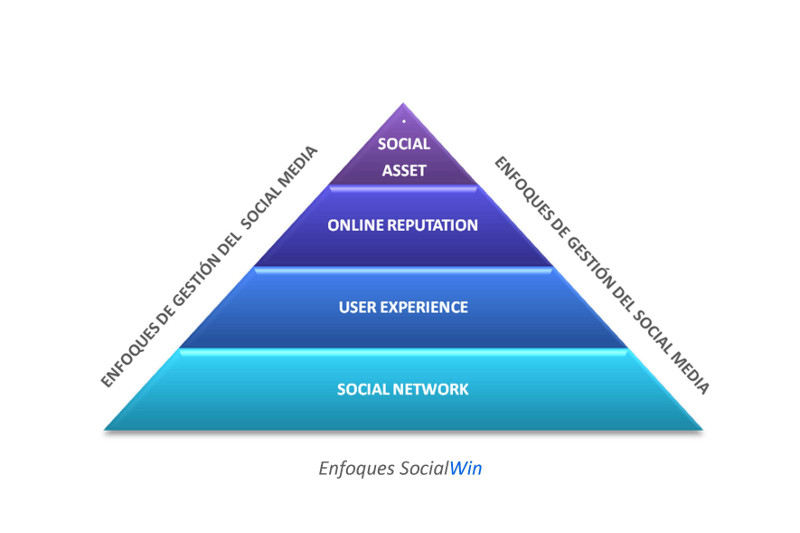 SOCIAL
ASSET
ONLINE REPUTATION
USER EXPERIENCE
SOCIAL NETWORK
ENFOQUES DE GESTIÓN DEL SOCIAL MEDIA
ENFOQUES DE GESTIÓN DEL SOCIAL MEDIA
Enfoques SocialWin